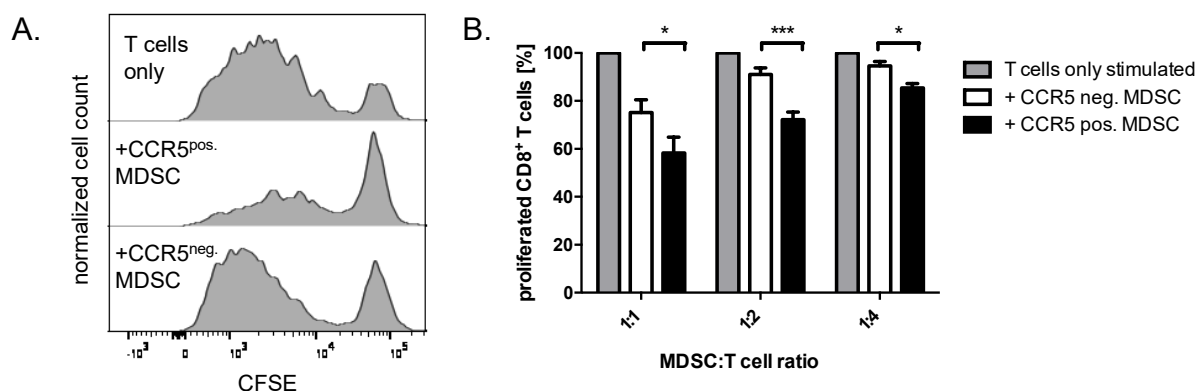 A.
T cells
only
+CCR5pos.
MDSC
+CCR5neg.
MDSC
normalized cell count
-10³ 0 10³ 10⁴ 10⁵
CFSE
B.
* *** *
100
80
60
40
20
0
proliferated CD8⁺ T cells [%]
1:1 1:2 1:4
MDSC:T cell ratio
T cells only stimulated
+ CCR5 neg. MDSC
+ CCR5 pos. MDSC